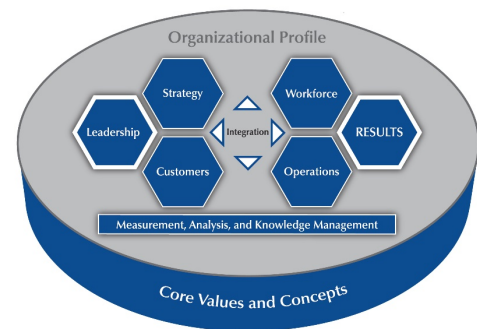 Organizational Profile
Strategy
Workforce
Leadership
Integration
RESULTS
Customers
Operations
Measurement, Analysis, and Knowledge Management
Core Values and Concepts